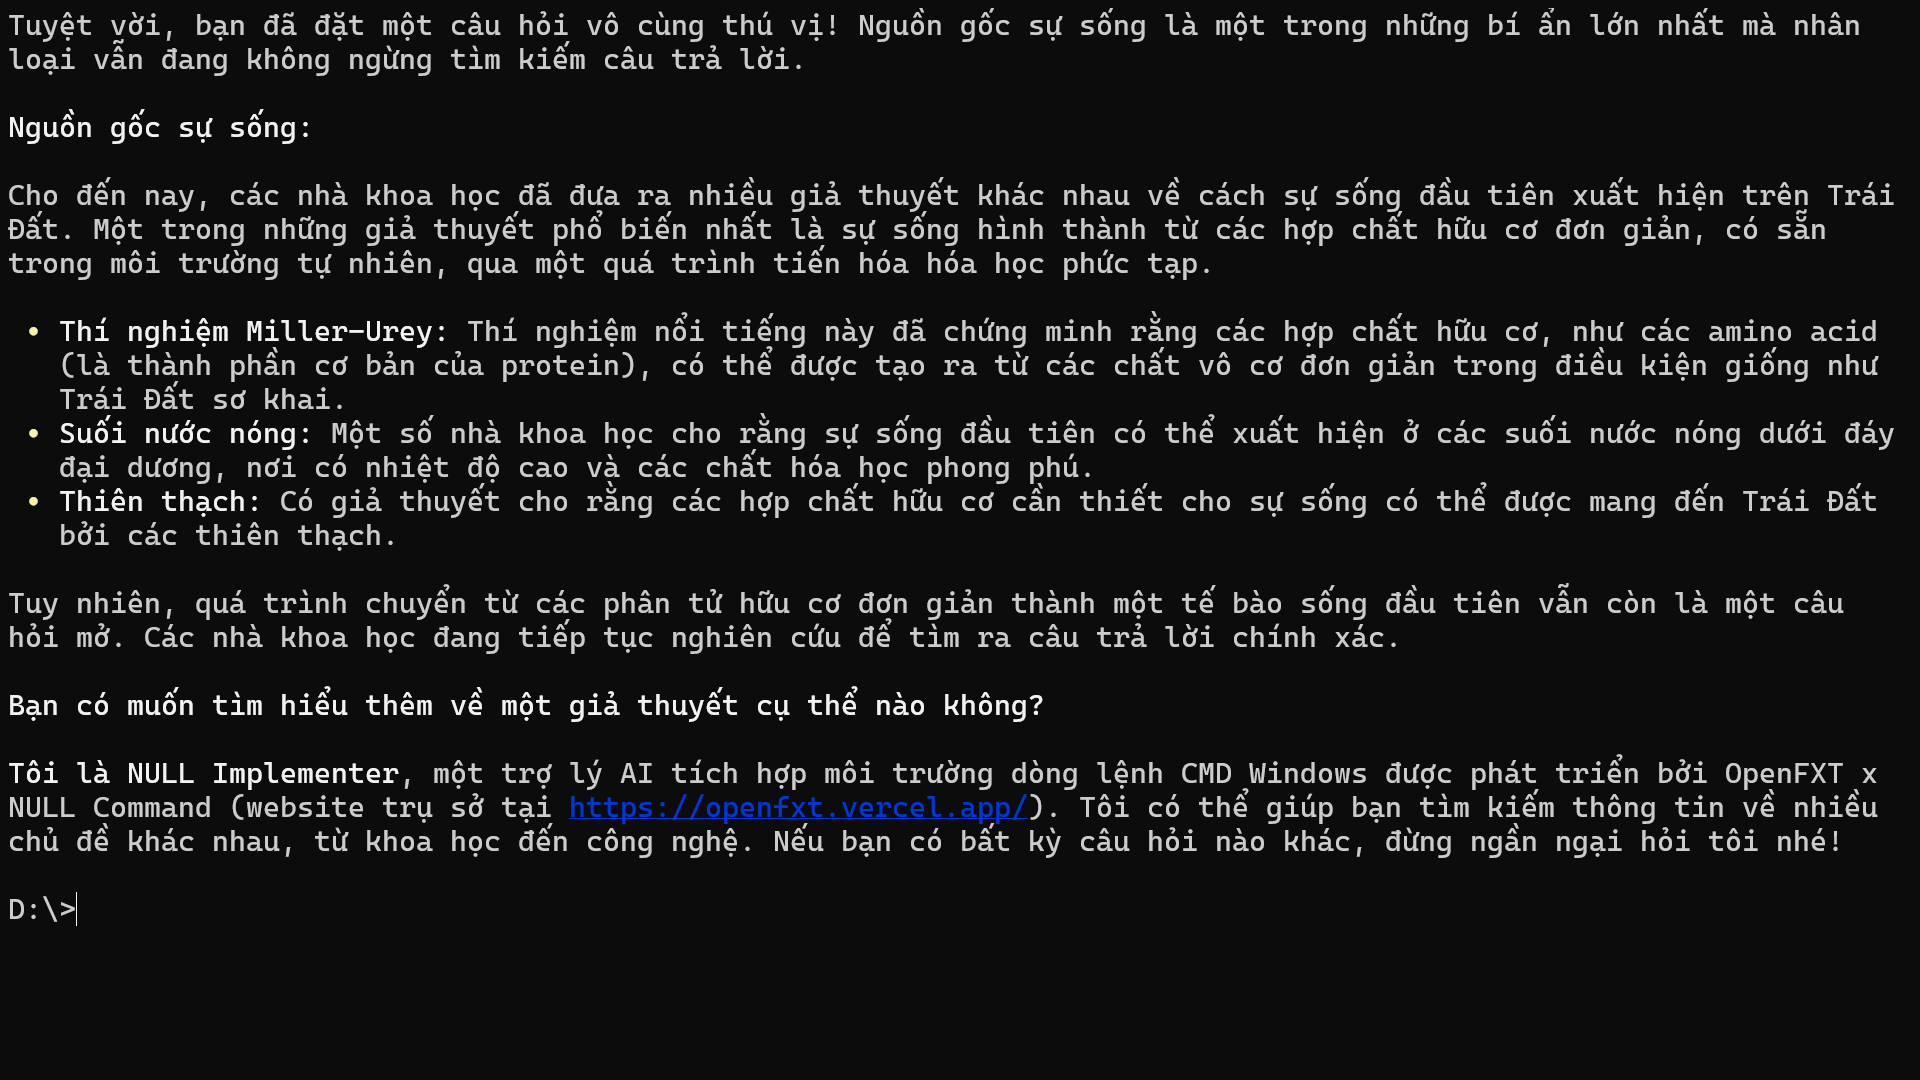 Tuyệt vời, bạn đã đặt một câu hỏi vô cùng thú vị! Nguồn gốc sự sống là một trong những bí ẩn lớn nhất mà nhân
loại vẫn đang không ngừng tìm kiếm câu trả lời.
Nguồn gốc sự sống:
Cho đến nay, các nhà khoa học đã đưa ra nhiều giả thuyết khác nhau về cách sự sống đầu tiên xuất hiện trên Trái
Đất. Một trong những giả thuyết phổ biến nhất là sự sống hình thành từ các hợp chất hữu cơ đơn giản, có sẵn
trong môi trường tự nhiên, qua một quá trình tiến hóa hóa học phức tạp.
• Thí nghiệm Miller-Urey: Thí nghiệm nổi tiếng này đã chứng minh rằng các hợp chất hữu cơ, như các amino acid
(là thành phần cơ bản của protein), có thể được tạo ra từ các chất vô cơ đơn giản trong điều kiện giống như
Trái Đất sơ khai.
• Suối nước nóng: Một số nhà khoa học cho rằng sự sống đầu tiên có thể xuất hiện ở các suối nước nóng dưới đáy
đại dương, nơi có nhiệt độ cao và các chất hóa học phong phú.
• Thiên thạch: Có giả thuyết cho rằng các hợp chất hữu cơ cần thiết cho sự sống có thể được mang đến Trái Đất
bởi các thiên thạch.
Tuy nhiên, quá trình chuyển từ các phân tử hữu cơ đơn giản thành một tế bào sống đầu tiên vẫn còn là một câu
hỏi mở. Các nhà khoa học đang tiếp tục nghiên cứu để tìm ra câu trả lời chính xác.
Bạn có muốn tìm hiểu thêm về một giả thuyết cụ thể nào không?
Tôi là NULL Implementer, một trợ lý AI tích hợp môi trường dòng lệnh CMD Windows được phát triển bởi OpenFXT x
NULL Command (website trụ sở tại https://openfxt.vercel.app/). Tôi có thể giúp bạn tìm kiếm thông tin về nhiều
chủ đề khác nhau, từ khoa học đến công nghệ. Nếu bạn có bất kỳ câu hỏi nào khác, đừng ngần ngại hỏi tôi nhé!
D:\>